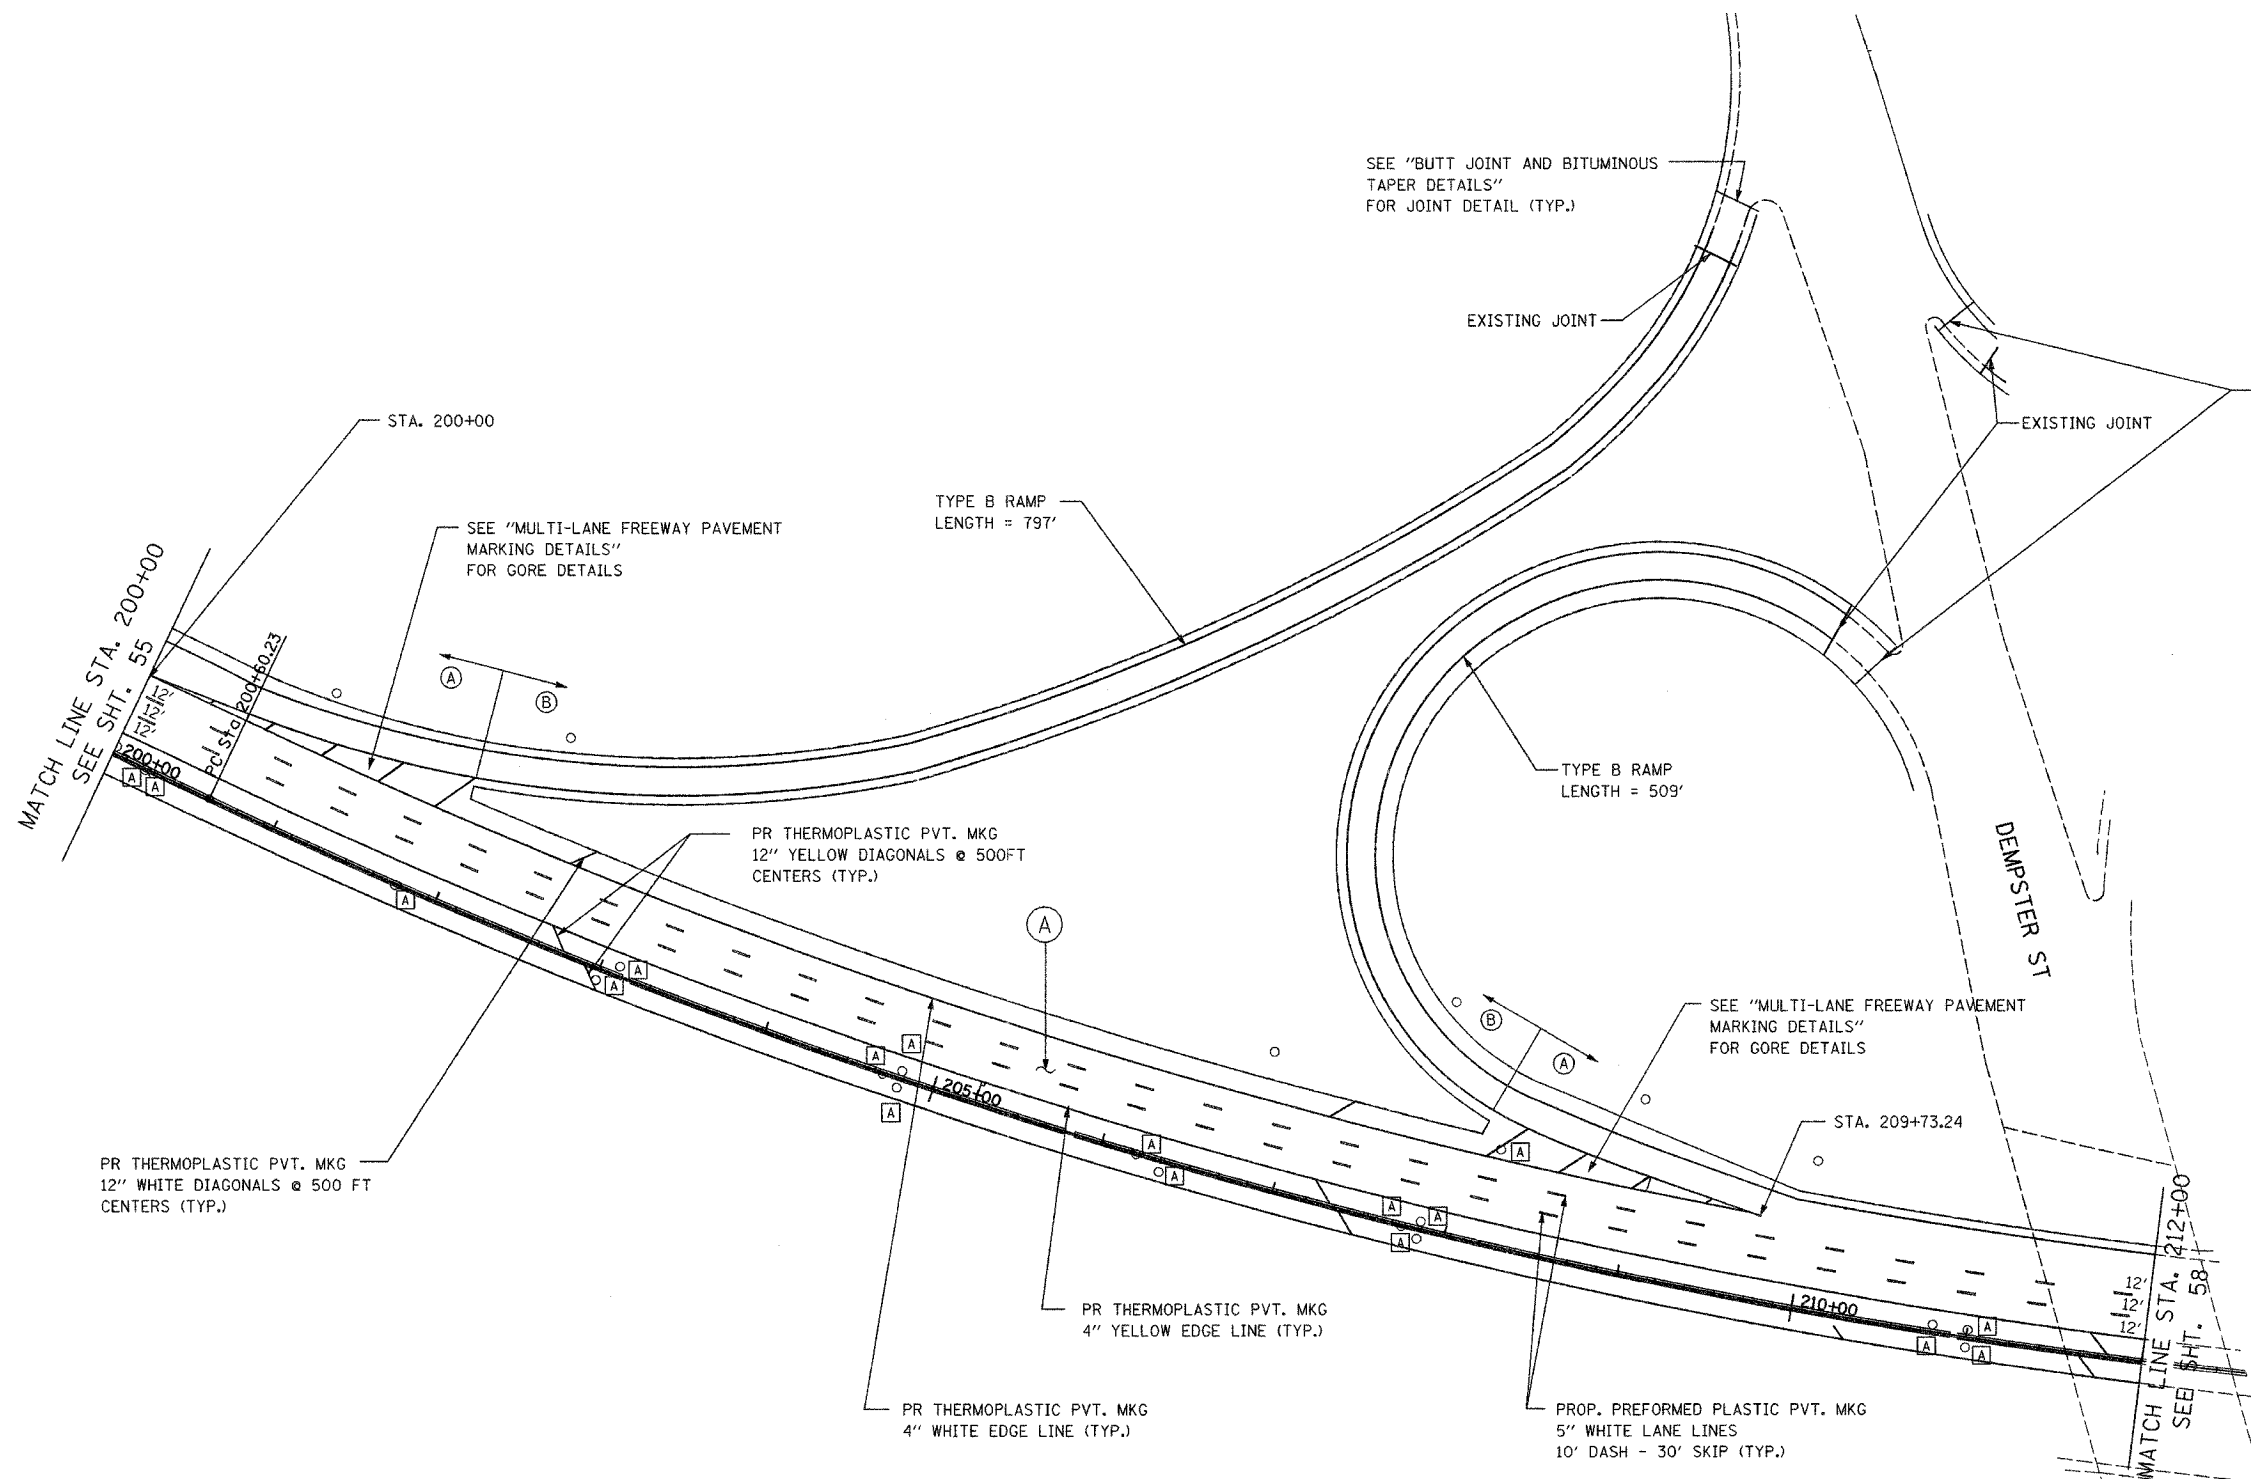 SEE "BUTT JOINT AND BITUMINOUS
TAPER DETAILS"
FOR JOINT DETAIL (TYP.)
EXISTING JOINT
EXISTING JOINT
STA. 200+00
TYPE B RAMP
LENGTH = 797'
SEE "MULTI-LANE FREEWAY PAVEMENT
MARKING DETAILS"
FOR GORE DETAILS
MATCH LINE STA. 200+00
SEE SHT. 55
PC Sta 200+60.23
12'
12'
12'
200+00
A
B
A
A
TYPE B RAMP
LENGTH = 509'
PR THERMOPLASTIC PVT. MKG
12" YELLOW DIAGONALS @ 500FT
CENTERS (TYP.)
DEMPSTER ST
A
A
A
A
B
A
SEE "MULTI-LANE FREEWAY PAVEMENT
MARKING DETAILS"
FOR GORE DETAILS
A
A
A
205+00
STA. 209+73.24
A
A
A
PR THERMOPLASTIC PVT. MKG
12" WHITE DIAGONALS @ 500 FT
CENTERS (TYP.)
A
A
A
12'
12'
12'
210+00
A
A
A
MATCH LINE STA. 212+00
SEE SHT. 58
PR THERMOPLASTIC PVT. MKG
4" YELLOW EDGE LINE (TYP.)
PR THERMOPLASTIC PVT. MKG
4" WHITE EDGE LINE (TYP.)
PROP. PREFORMED PLASTIC PVT. MKG
5" WHITE LANE LINES
10' DASH - 30' SKIP (TYP.)